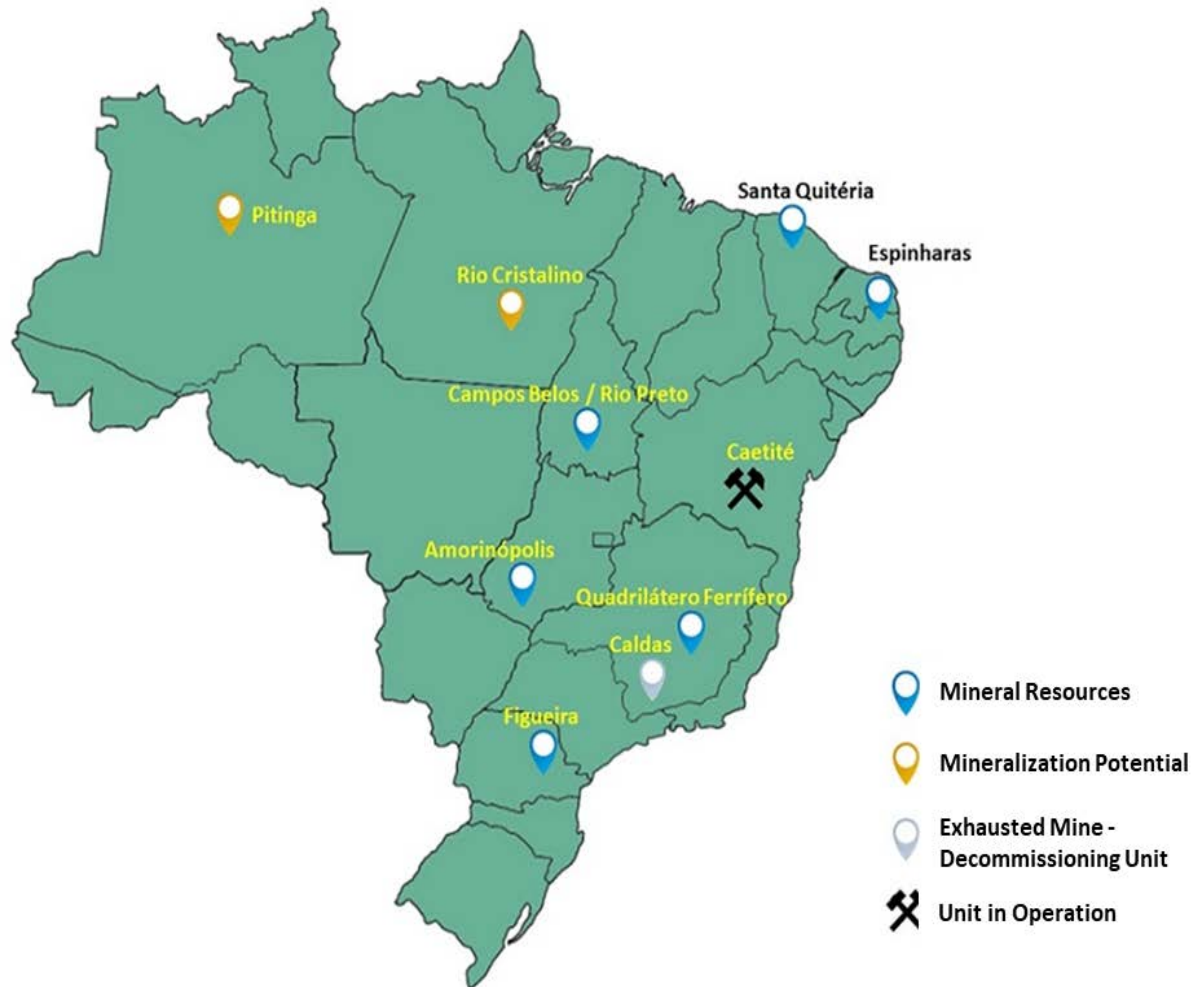 Santa Quitéria
Pitinga
Espinharas
Rio Cristalino
Campos Belos / Rio Preto
Caetité
Amorinópolis
Quadrilátero Ferrífero
Caldas
Figueira
Mineral Resources
Mineralization Potential
Exhausted Mine -
Decommissioning Unit
Unit in Operation